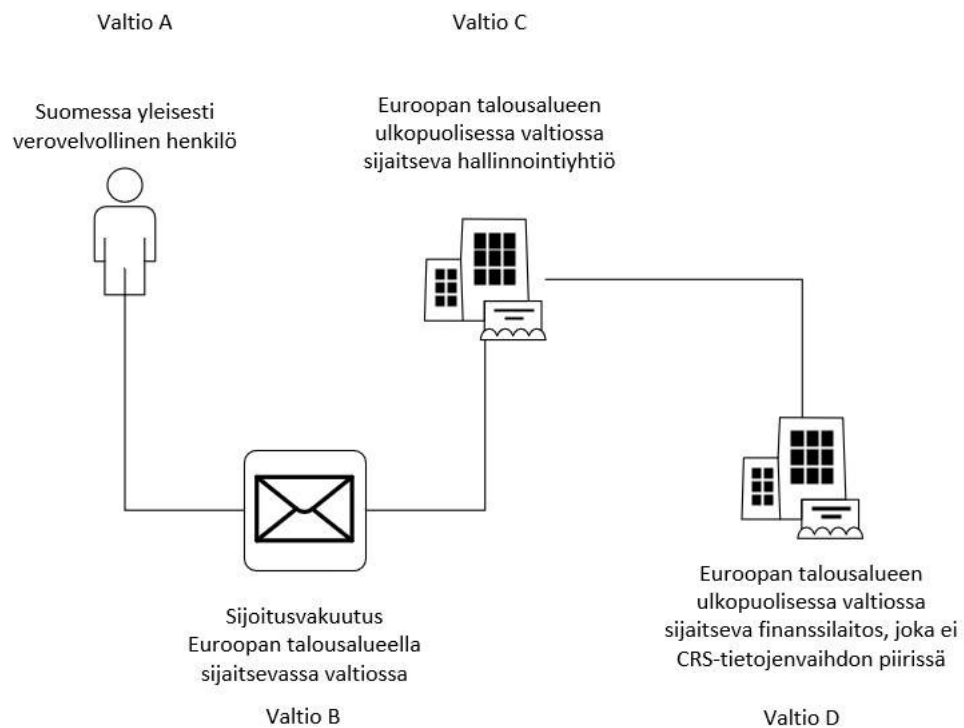 Valtio A
Valtio C
Suomessa yleisesti
verovelvollinen henkilö
Euroopan talousalueen
ulkopuolisessa valtiossa
sijaitseva hallinnointiyhtiö
Sijoitusvakuutus
Euroopan talousalueella
sijaitsevassa valtiossa
Valtio B
Euroopan talousalueen
ulkopuolisessa valtiossa
sijaitseva finanssilaitos, joka ei
CRS-tietojenvaihdon piirissä
Valtio D